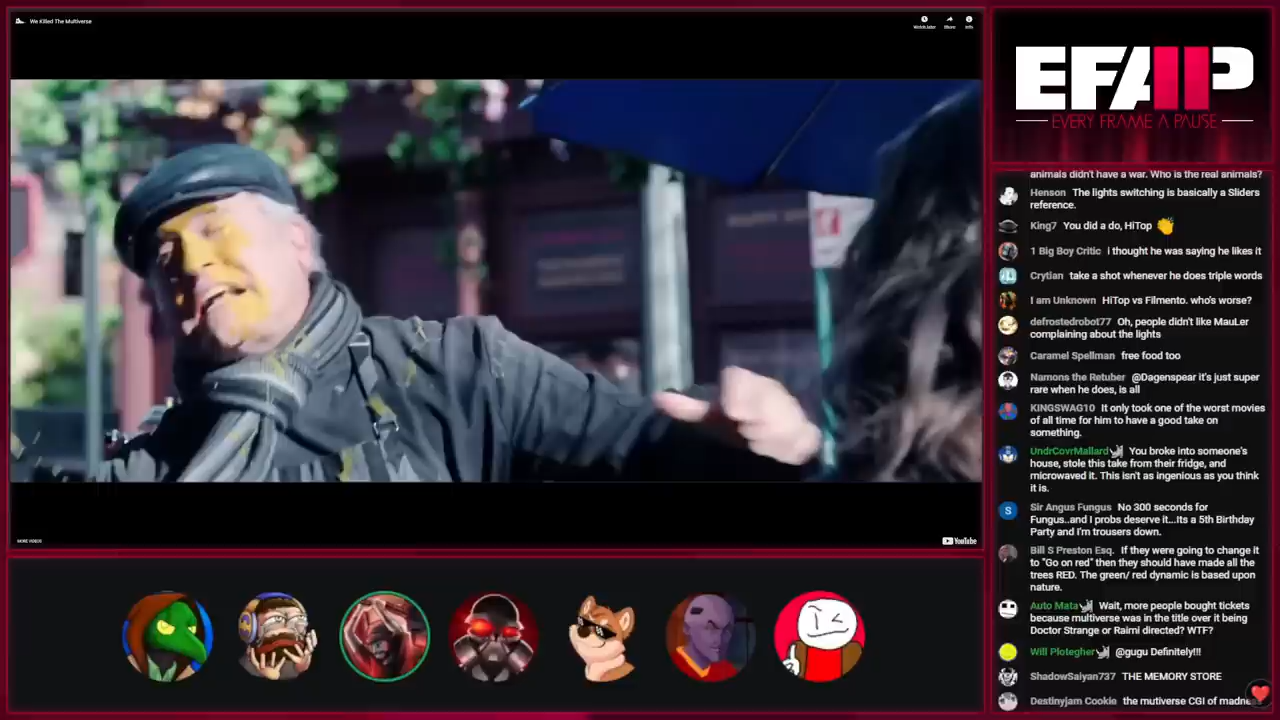 We Killed The Multiverse
Watch later
Share
Info
EFAP
EVERY FRAME A PAUSE
animals didn't have a war. Who is the real animals?
Henson The lights switching is basically a Sliders
reference.
King7 You did a do, HiTop
1 Big Boy Critic i thought he was saying he likes it
Crytian take a shot whenever he does triple words
I am Unknown HiTop vs Filmento. who's worse?
defrostedrobot77 Oh, people didn't like MauLer
complaining about the lights
Caramel Spellman free food too
Namons the Retuber @Dagenspear it's just super
rare when he does, is all
KINGSWAG10 It only took one of the worst movies
of all time for him to have a good take on
something.
UndrCovrMallard You broke into someone's
house, stole this take from their fridge, and
microwaved it. This isn't as ingenious as you think
it is.
S
Sir Angus Fungus No 300 seconds for
Fungus..and I probs deserve it...Its a 5th Birthday
Party and I'm trousers down.
Bill S Preston Esq. If they were going to change it
to "Go on red" then they should have made all the
trees RED. The green/ red dynamic is based upon
nature.
Auto Mata Wait, more people bought tickets
because multiverse was in the title over it being
Doctor Strange or Raimi directed? WTF?
Will Plotegher @gugu Definitely!!!
ShadowSaiyan737 THE MEMORY STORE
Destinyjam Cookie the mutiverse CGI of madness
MORE VIDEOS
YouTube